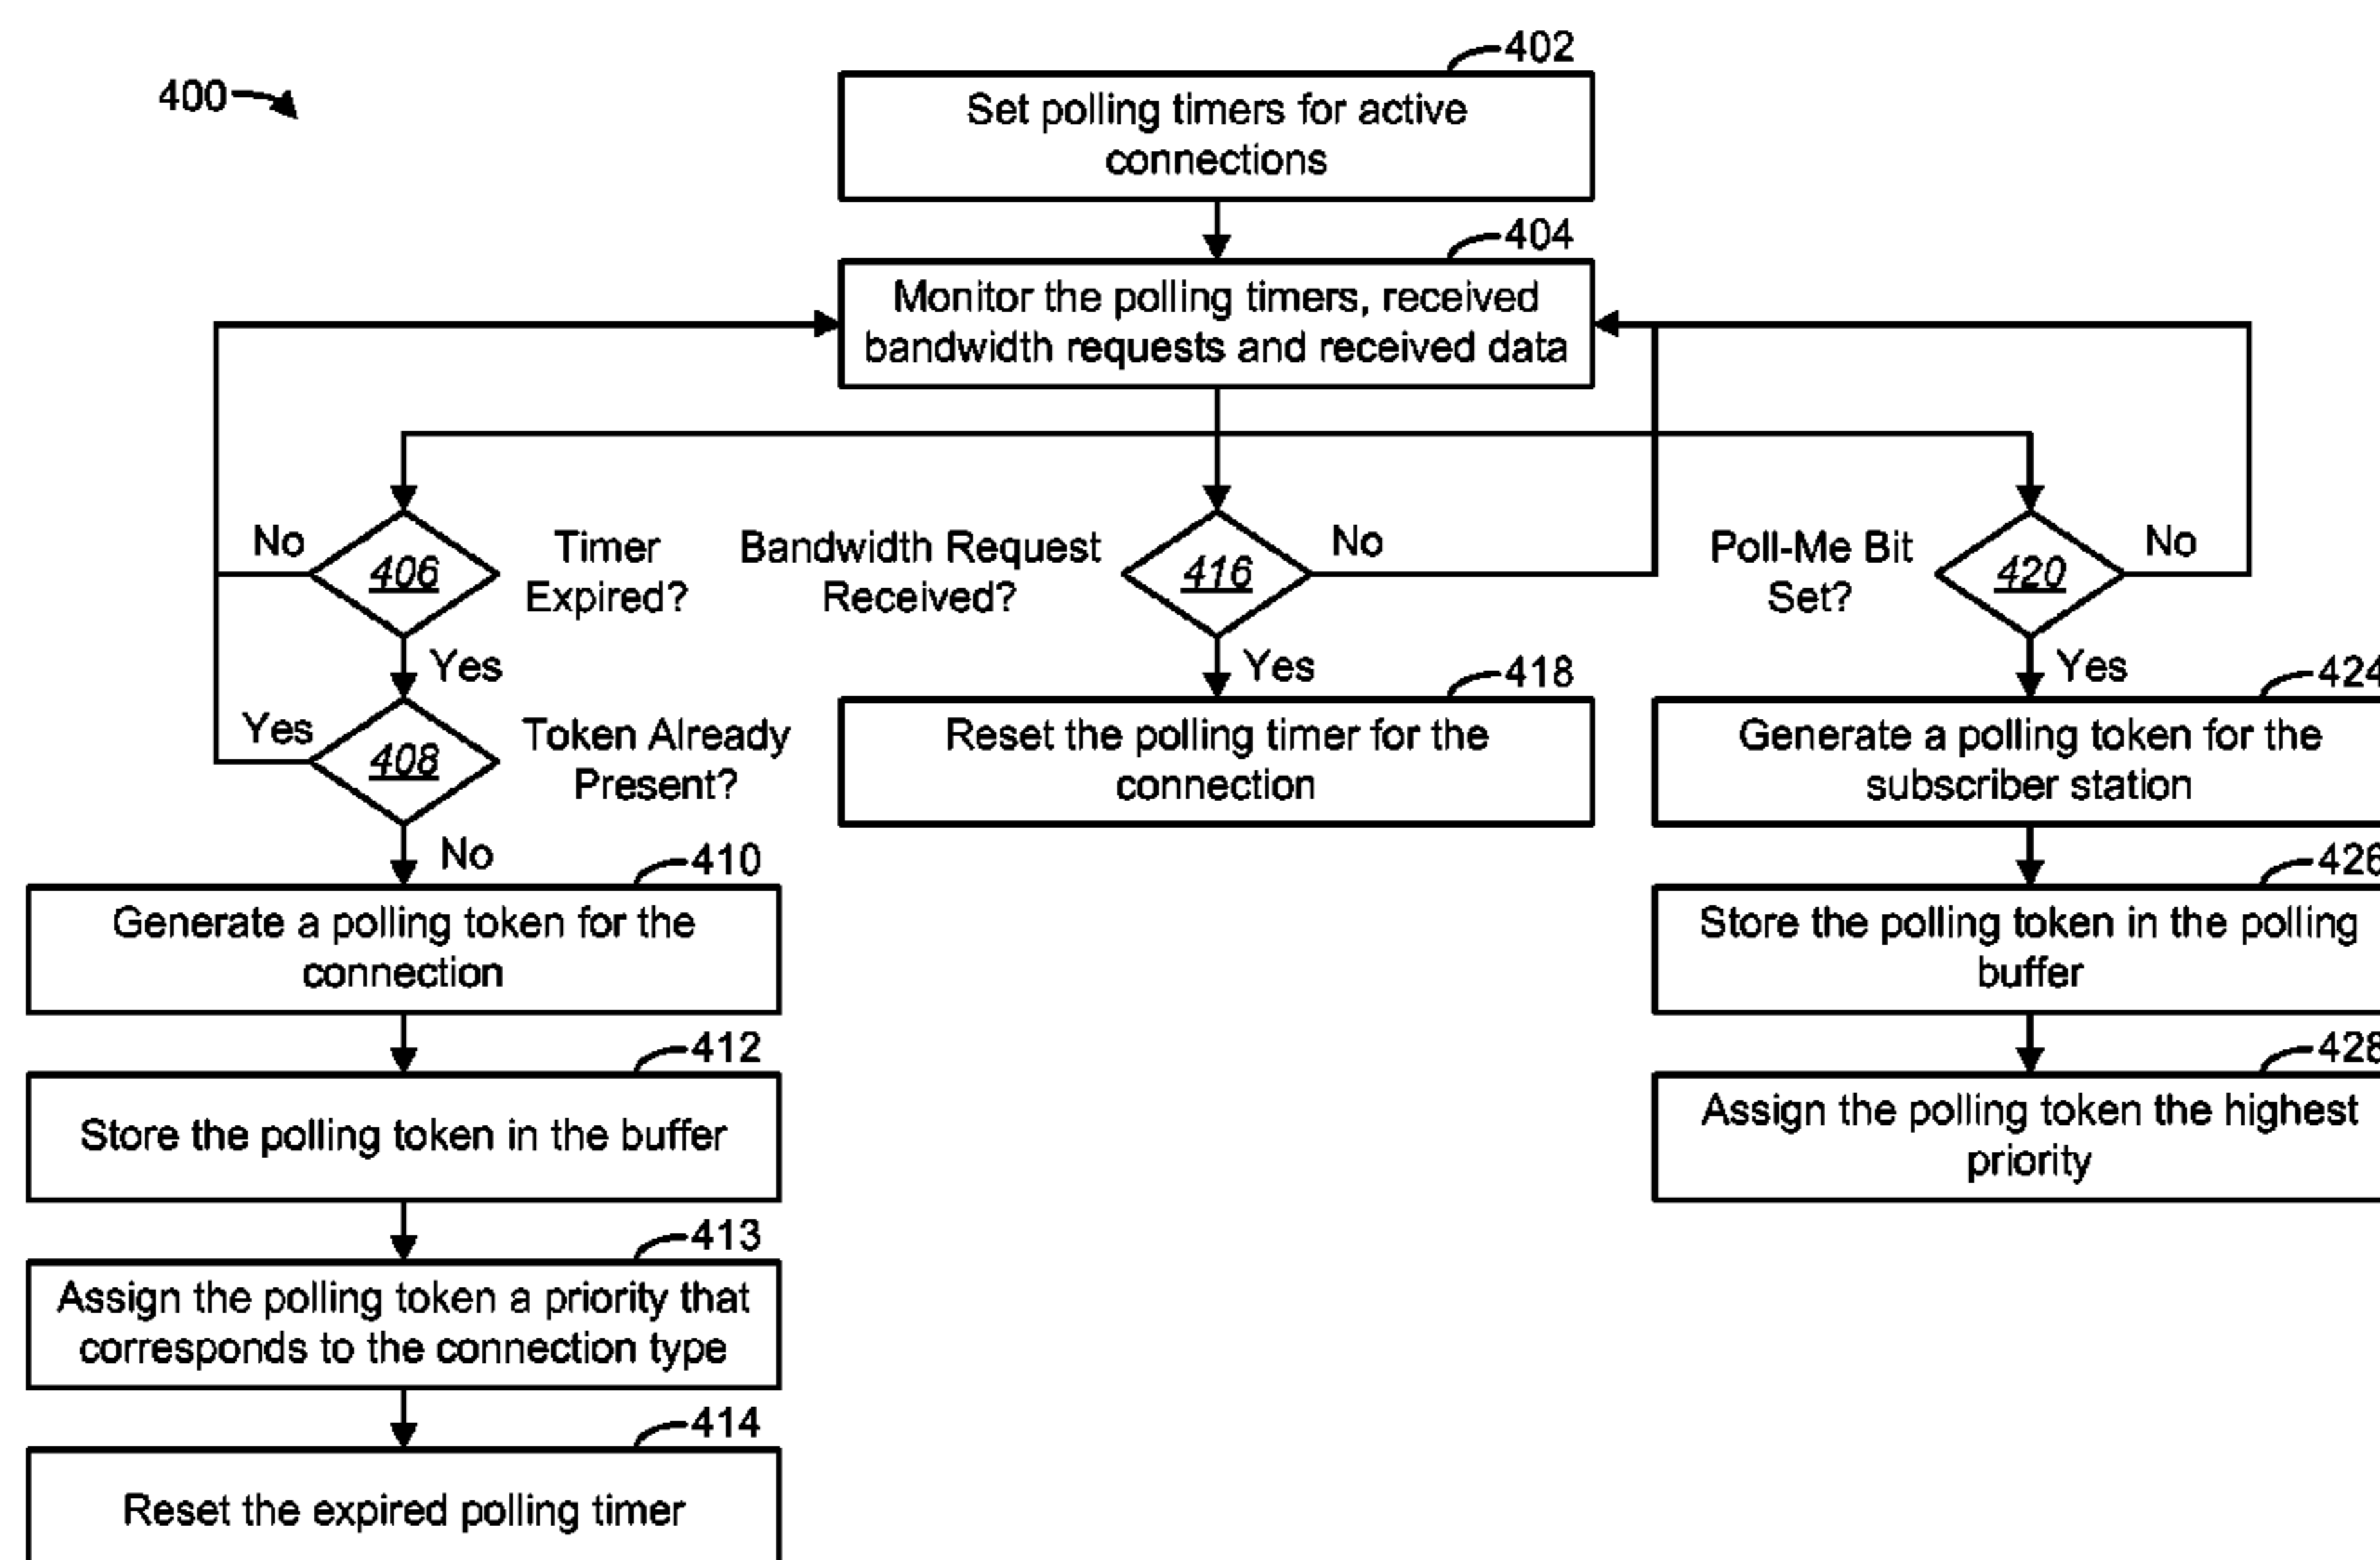 402
400
Set polling timers for active
connections
404
Monitor the polling timers, received
bandwidth requests and received data
No
406
Timer
Expired?
Bandwidth Request
Received?
416
No
Poll-Me Bit
Set?
420
No
Yes
Yes
Yes
Yes
408
Token Already
Present?
No
418
Reset the polling timer for the
connection
424
Generate a polling token for the
subscriber station
410
Generate a polling token for the
connection
426
Store the polling token in the polling
buffer
412
Store the polling token in the buffer
428
Assign the polling token the highest
priority
413
Assign the polling token a priority that
corresponds to the connection type
414
Reset the expired polling timer